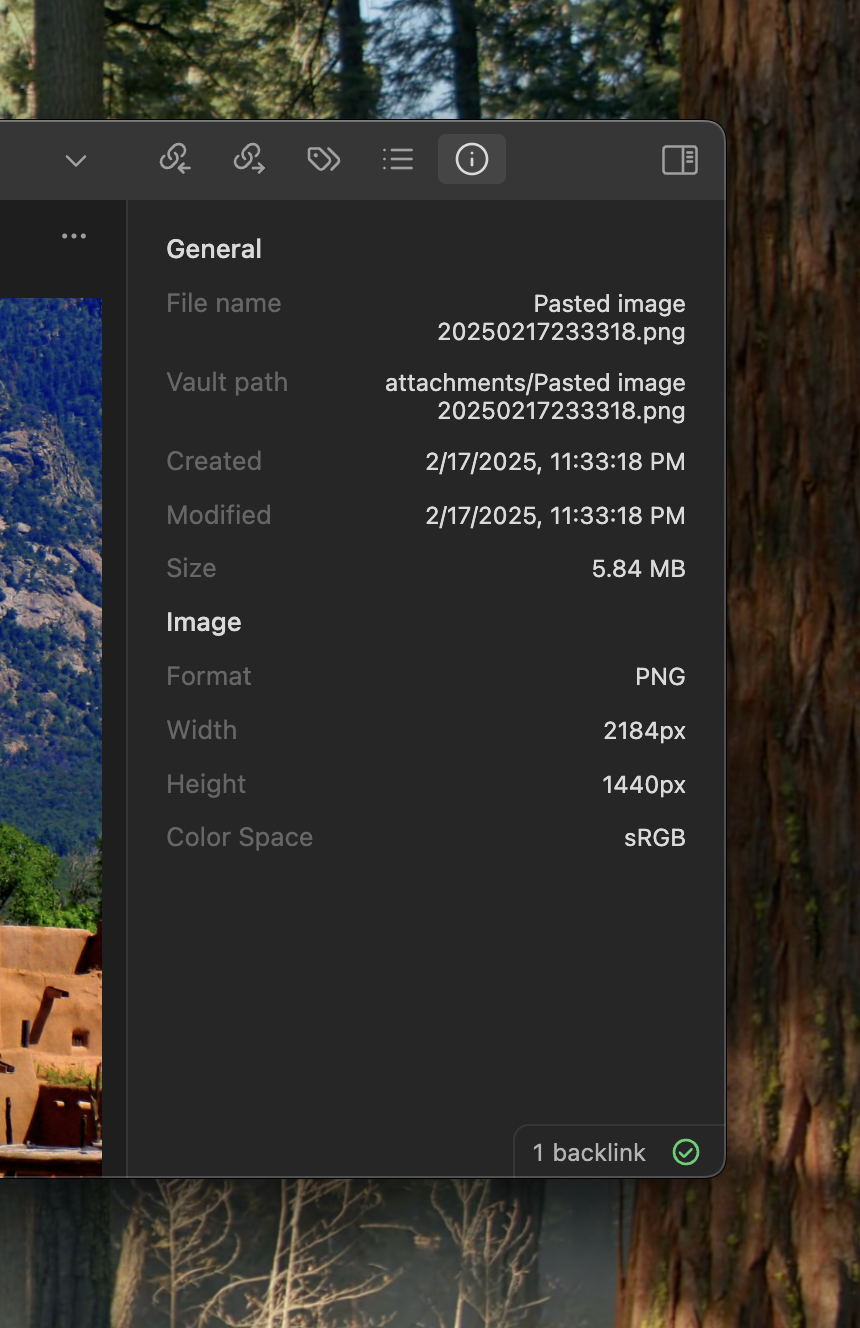 General
File name
Pasted image
20250217233318.png
Vault path
attachments/Pasted image
20250217233318.png
Created
2/17/2025, 11:33:18 PM
Modified
2/17/2025, 11:33:18 PM
Size
5.84 MB
Image
Format
PNG
Width
2184px
Height
1440px
Color Space
sRGB
1 backlink